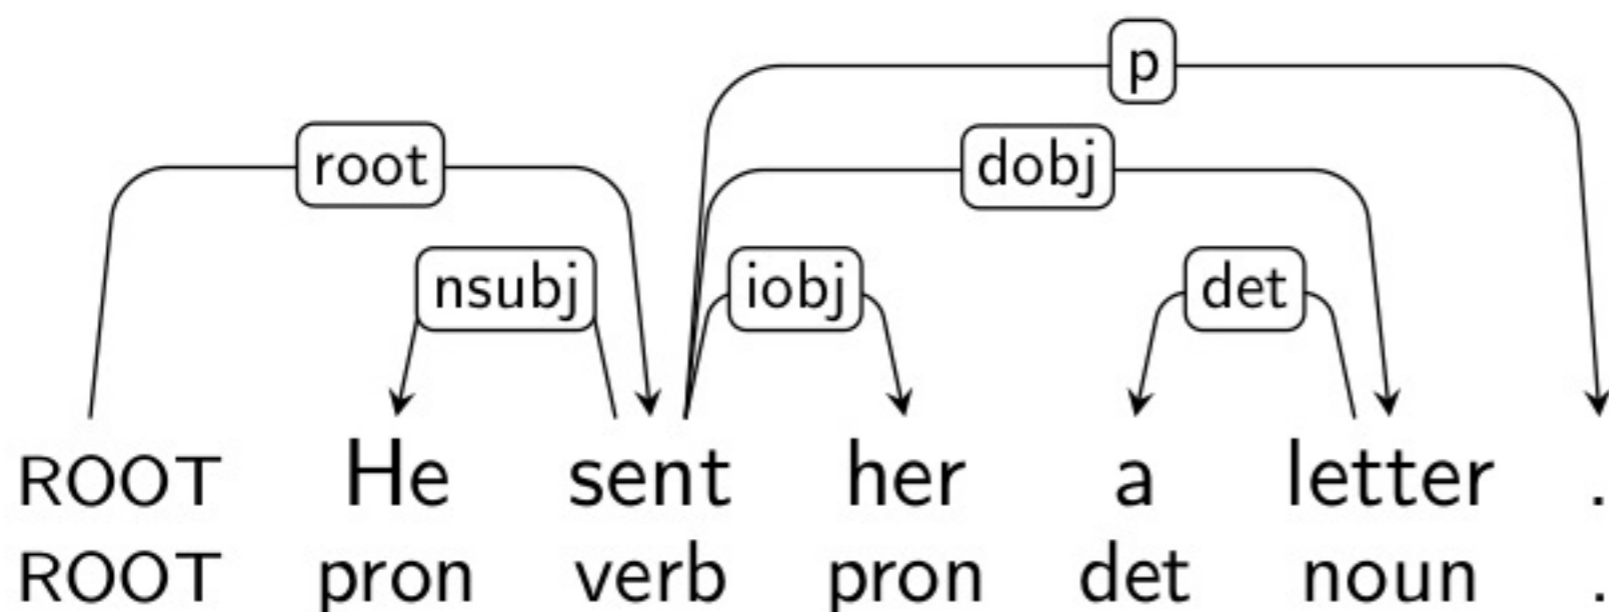 p
root dobj
nsubj iobj det
ROOT He sent her a letter .
ROOT pron verb pron det noun .